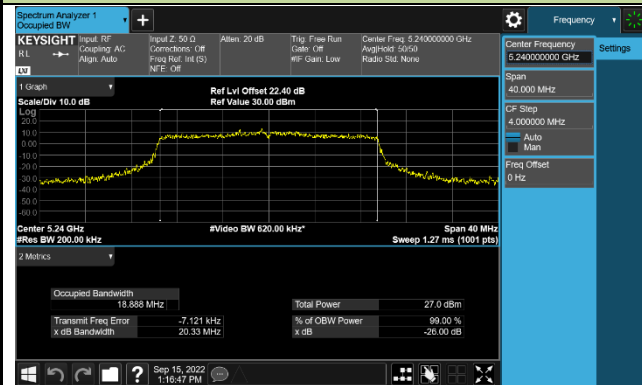 Spectrum Analyzer 1
Occupied BW
Frequency
KEYSIGHT
RL
LXI
Input: RF
Coupling: AC
Align: Auto
Input Z: 50 Ω
Corrections: Off
Freq Ref: Int (S)
NFE: Off
Atten: 20 dB
Trig: Free Run
Gate: Off
#IF Gain: Low
Center Freq: 5.240000000 GHz
Avg|Hold: 50/50
Radio Std: None
Center Frequency
5.240000000 GHz
Settings
Span
40.000 MHz
CF Step
4.000000 MHz
Auto
Man
Freq Offset
0 Hz
1 Graph
Scale/Div 10.0 dB
Ref Lvl Offset 22.40 dB
Ref Value 30.00 dBm
Log
20.0
10.0
0.00
-10.0
-20.0
-30.0
-40.0
-50.0
-60.0
Center 5.24 GHz
#Video BW 620.00 kHz*
Span 40 MHz
#Res BW 200.00 kHz
Sweep 1.27 ms (1001 pts)
2 Metrics
Occupied Bandwidth
18.888 MHz
Total Power
27.0 dBm
Transmit Freq Error
-7.121 kHz
% of OBW Power
99.00 %
x dB Bandwidth
20.33 MHz
x dB
-26.00 dB
?
Sep 15, 2022
1:16:47 PM